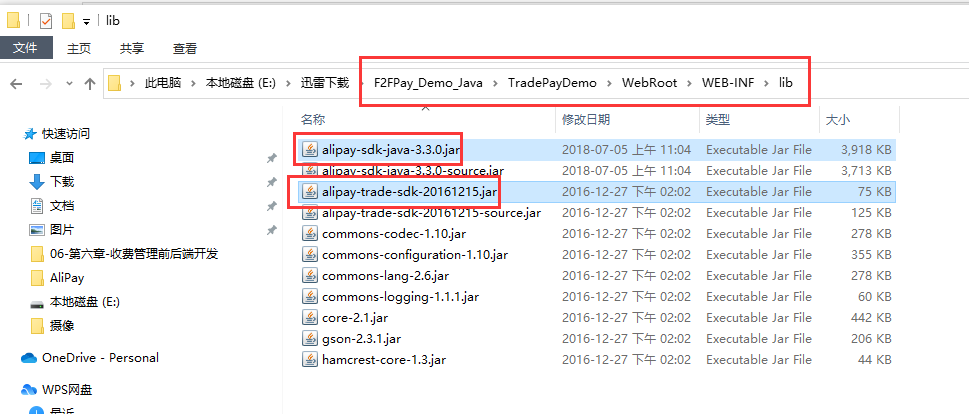 lib
文件 主页 共享 查看
此电脑 本地磁盘 (E:) 迅雷下载 F2FPay_Demo_Java TradePayDemo WebRoot WEB-INF lib
名称 修改日期 类型 大小
快速访问
桌面
下载
文档
图片
06-第六章-收费管理前后端开发
AliPay
本地磁盘 (E:)
摄像
OneDrive - Personal
WPS网盘
最近
alipay-sdk-java-3.3.0.jar 2018-07-05 上午 11:04 Executable Jar File 3,918 KB
alipay-sdk-java-3.3.0-source.jar 2018-07-05 上午 11:04 Executable Jar File 3,713 KB
alipay-trade-sdk-20161215.jar 2016-12-27 下午 02:02 Executable Jar File 75 KB
alipay-trade-sdk-20161215-source.jar 2016-12-27 下午 02:02 Executable Jar File 125 KB
commons-codec-1.10.jar 2016-12-27 下午 02:02 Executable Jar File 278 KB
commons-configuration-1.10.jar 2016-12-27 下午 02:02 Executable Jar File 355 KB
commons-lang-2.6.jar 2016-12-27 下午 02:02 Executable Jar File 278 KB
commons-logging-1.1.1.jar 2016-12-27 下午 02:02 Executable Jar File 60 KB
core-2.1.jar 2016-12-27 下午 02:02 Executable Jar File 442 KB
gson-2.3.1.jar 2016-12-27 下午 02:02 Executable Jar File 206 KB
hamcrest-core-1.3.jar 2016-12-27 下午 02:02 Executable Jar File 44 KB